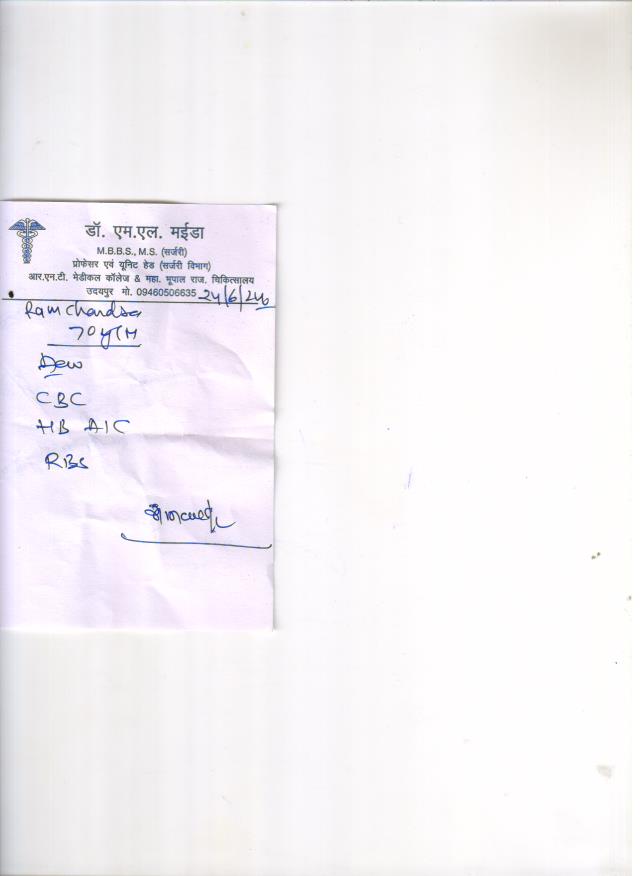 डॉ. एम.एल. मईडा
M.B.B.S., M.S. (सर्जरी)
प्रोफेसर एवं यूनिट हेड (सर्जरी विभाग)
आर.एन.टी. मेडीकल कॉलेज & महा. भूपाल राज. चिकित्सालय
उदयपुर मो. 09460506635 24/6/24
Ramchandra
70 y/M
CBC
HB A1C
RBS